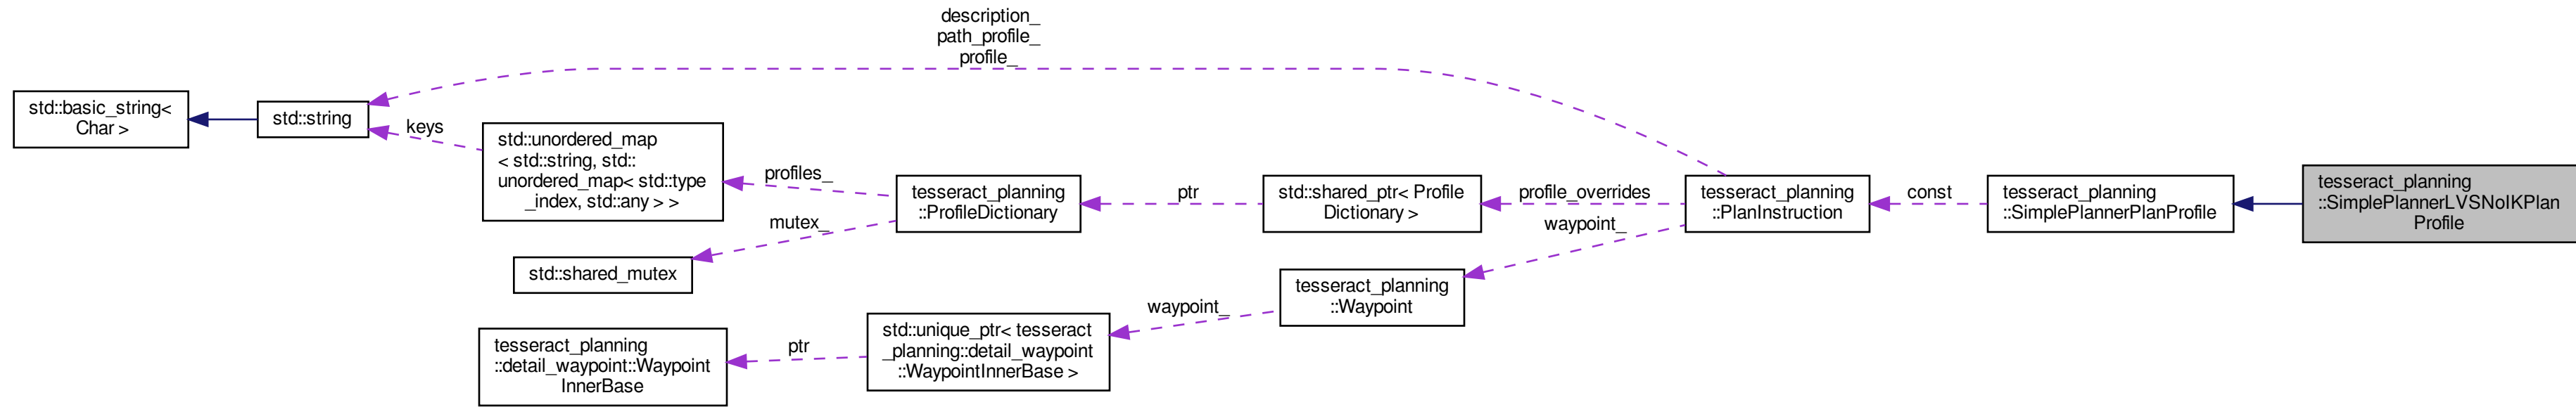 description_
path_profile_
profile_
std::basic_string<
Char >
std::string
keys
std::unordered_map
< std::string, std::
unordered_map< std::type
_index, std::any > >
profiles_
mutex_
std::shared_mutex
tesseract_planning
::ProfileDictionary
ptr
std::shared_ptr< Profile
Dictionary >
profile_overrides
waypoint_
tesseract_planning
::PlanInstruction
const
tesseract_planning
::SimplePlannerPlanProfile
tesseract_planning
::SimplePlannerLVSNoIKPlan
Profile
tesseract_planning
::Waypoint
waypoint_
std::unique_ptr< tesseract
_planning::detail_waypoint
::WaypointInnerBase >
ptr
tesseract_planning
::detail_waypoint::Waypoint
InnerBase